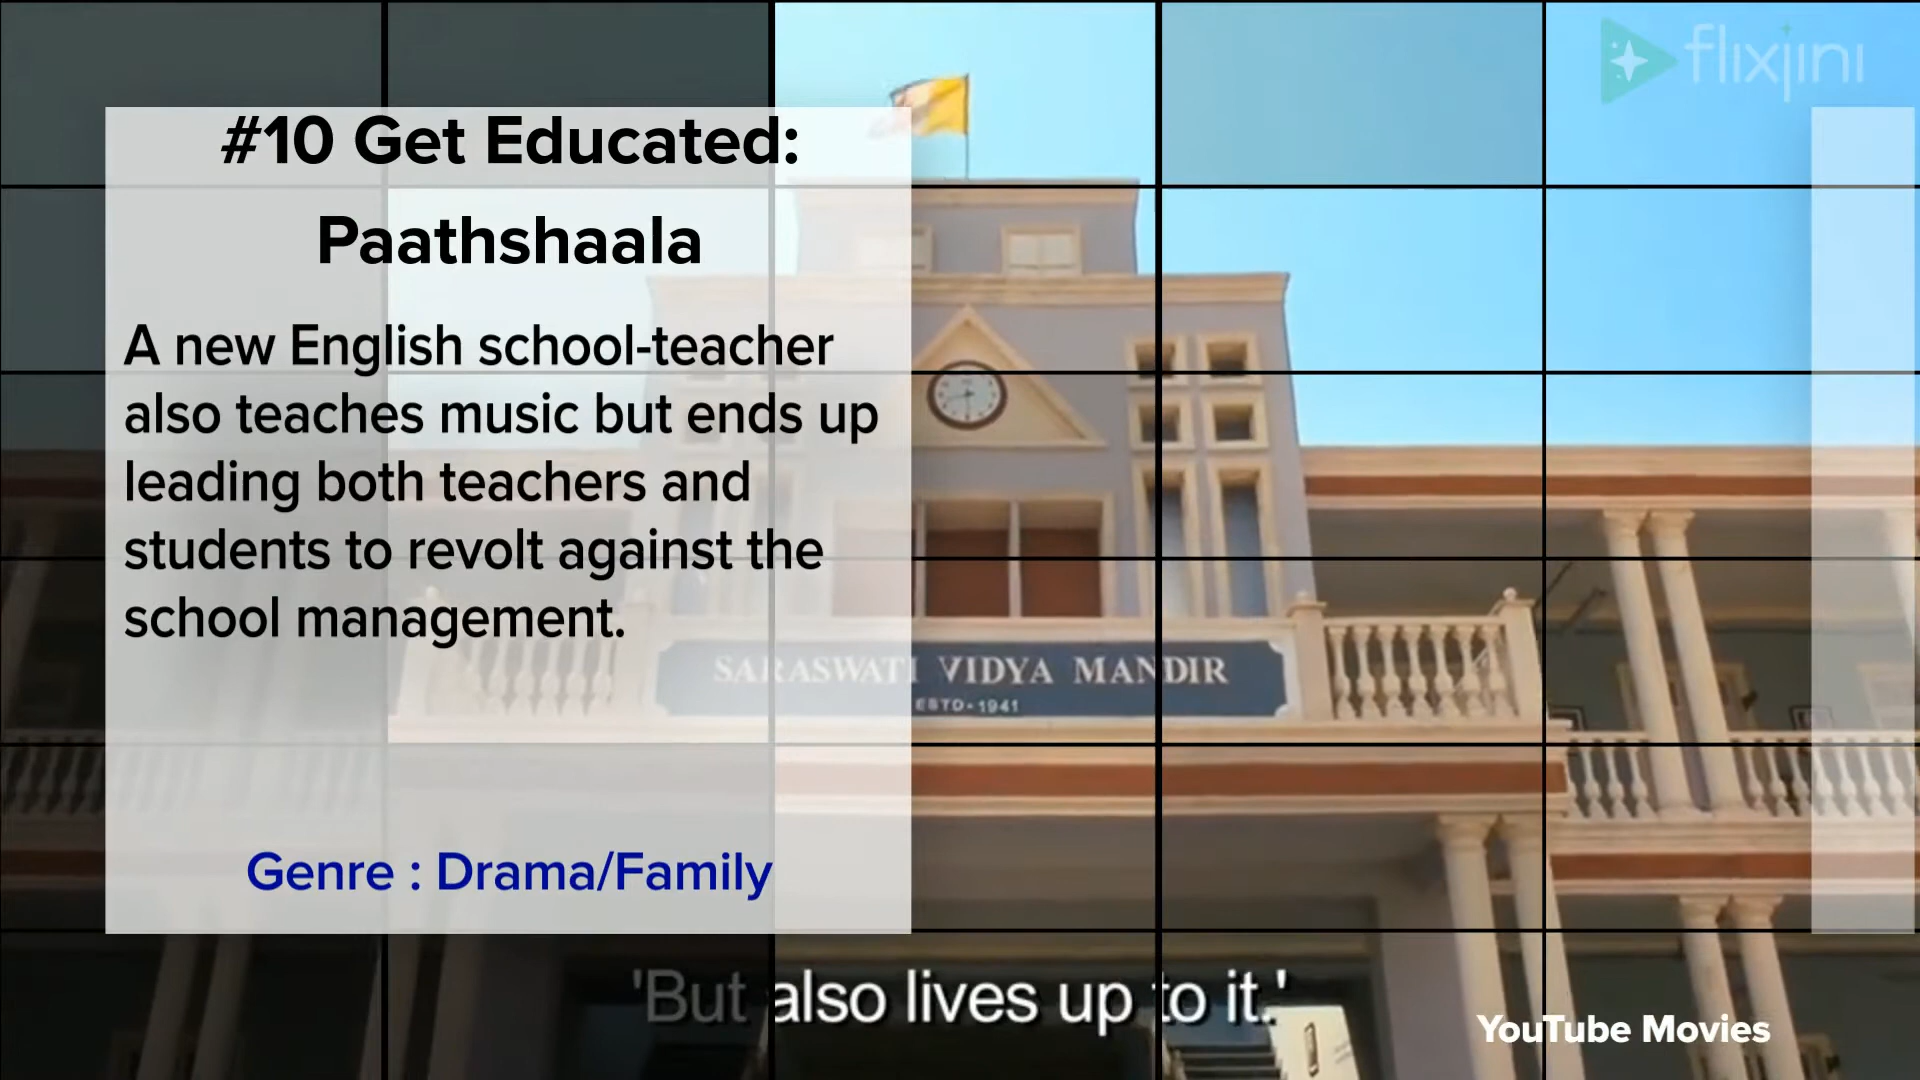 flixjini
#10 Get Educated:
Paathshaala
A new English school-teacher
also teaches music but ends up
leading both teachers and
students to revolt against the
school management.
SARASWATI VIDYA MANDIR
ESTD-1941
Genre : Drama/Family
'But also lives up to it.'
YouTube Movies